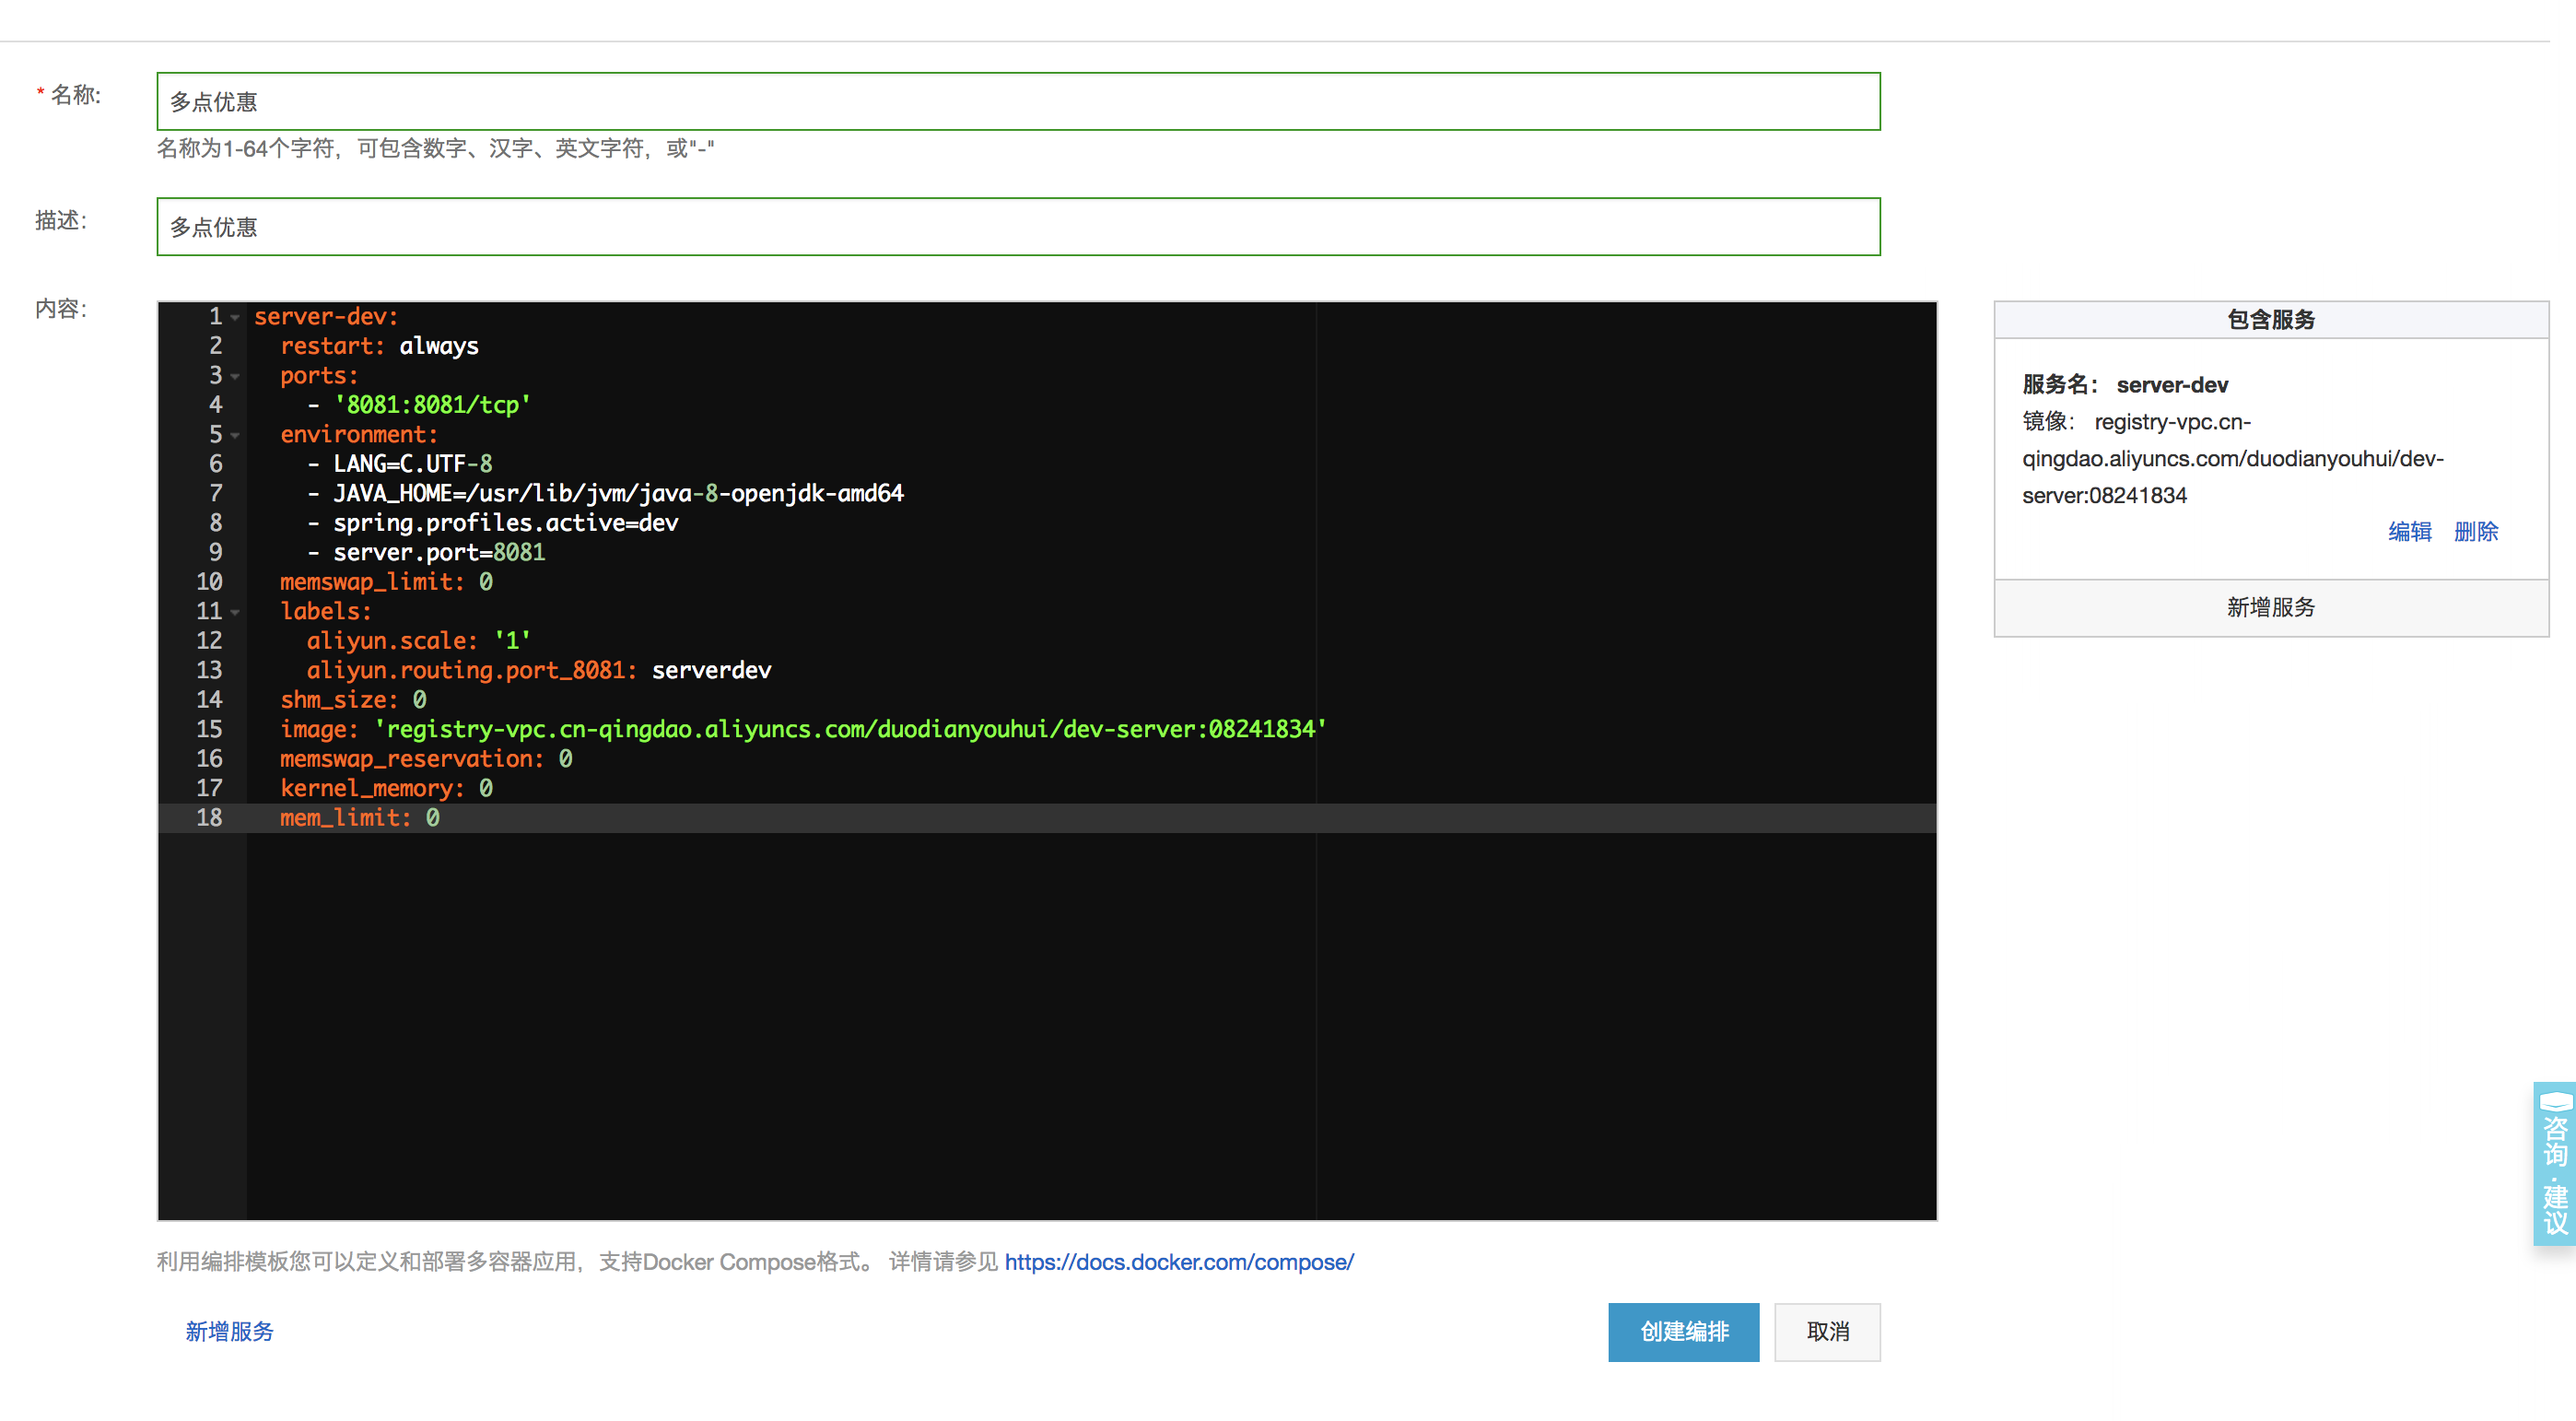 * 名称:
多点优惠
名称为1-64个字符，可包含数字、汉字、英文字符，或"-"
描述:
多点优惠
内容:
1 server-dev:
2   restart: always
3   ports:
4     - '8081:8081/tcp'
5   environment:
6     - LANG=C.UTF-8
7     - JAVA_HOME=/usr/lib/jvm/java-8-openjdk-amd64
8     - spring.profiles.active=dev
9     - server.port=8081
10   memswap_limit: 0
11   labels:
12     aliyun.scale: '1'
13     aliyun.routing.port_8081: serverdev
14   shm_size: 0
15   image: 'registry-vpc.cn-qingdao.aliyuncs.com/duodianyouhui/dev-server:08241834'
16   memswap_reservation: 0
17   kernel_memory: 0
18   mem_limit: 0
包含服务
服务名： server-dev
镜像： registry-vpc.cn-
qingdao.aliyuncs.com/duodianyouhui/dev-
server:08241834
编辑 删除
新增服务
利用编排模板您可以定义和部署多容器应用，支持Docker Compose格式。 详情请参见 https://docs.docker.com/compose/
新增服务
创建编排 取消
咨询·建议